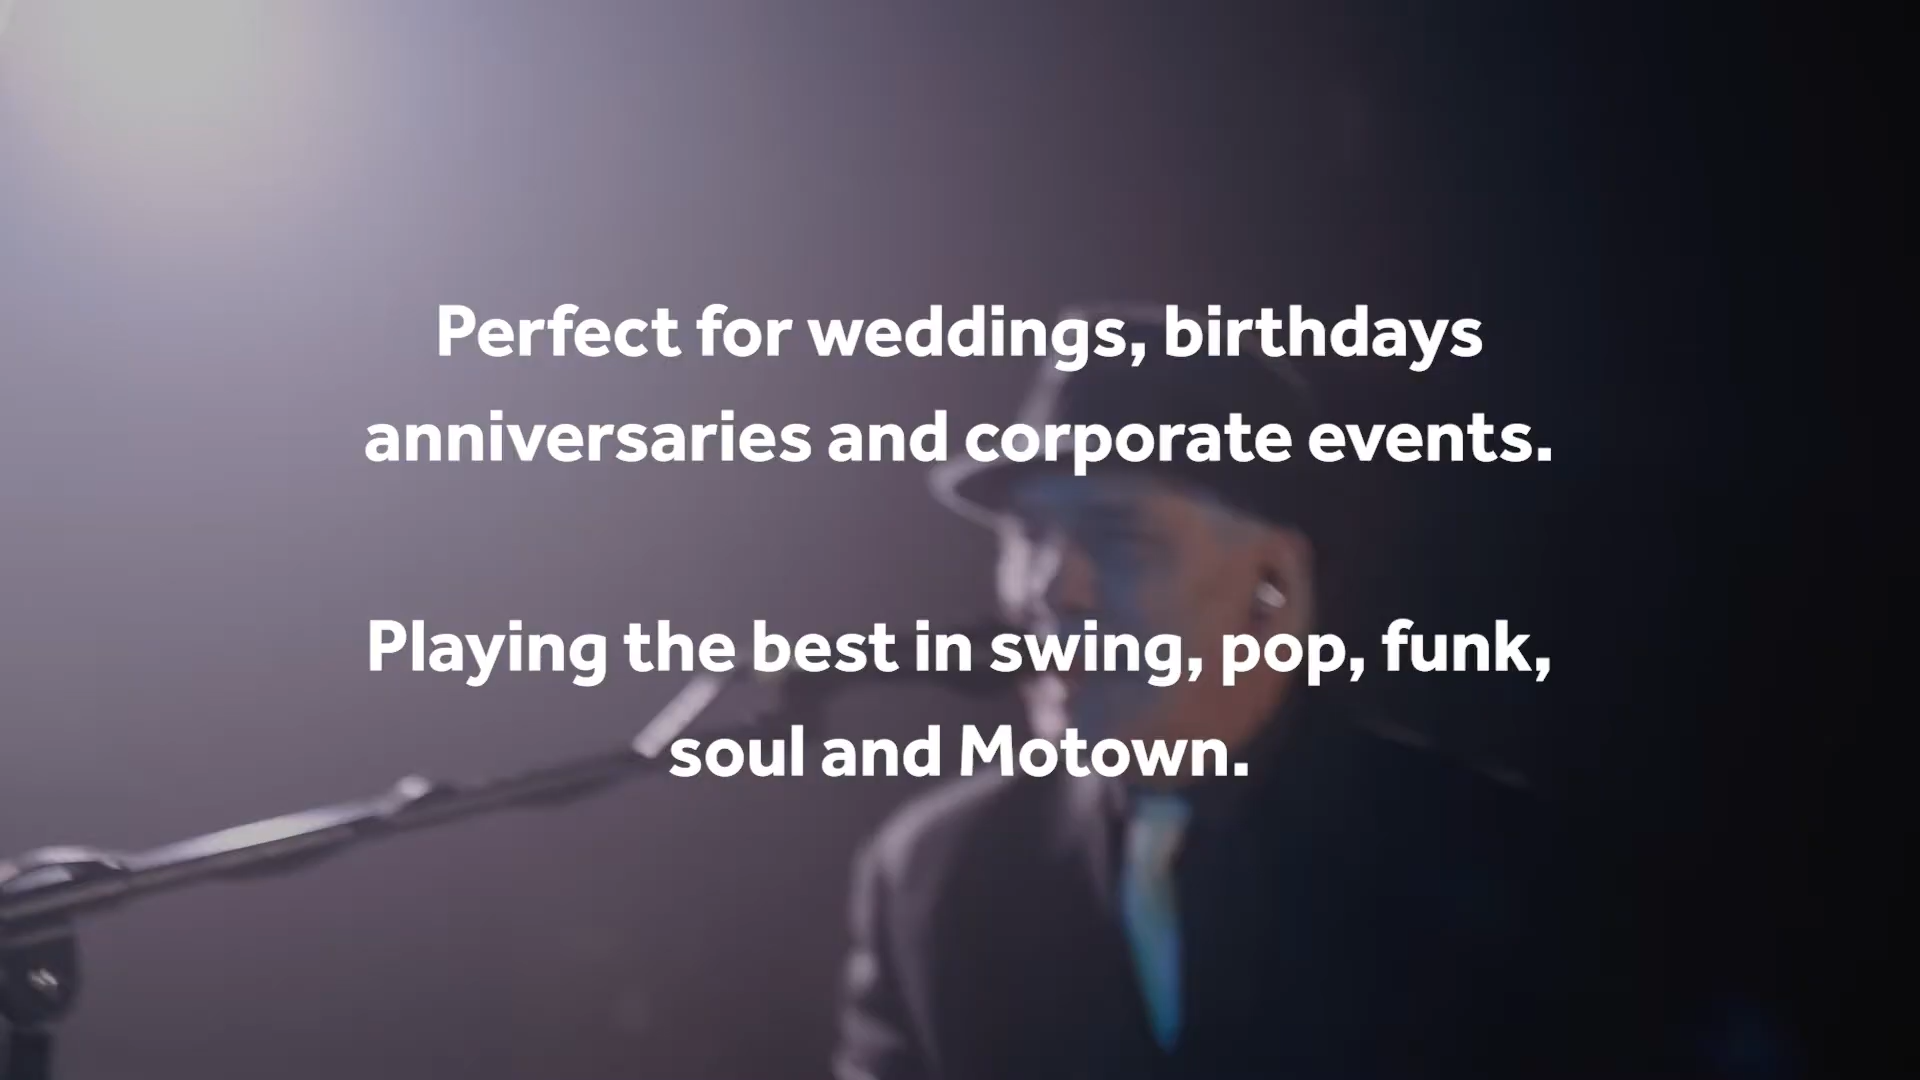 Perfect for weddings, birthdays
anniversaries and corporate events.
Playing the best in swing, pop, funk,
soul and Motown.